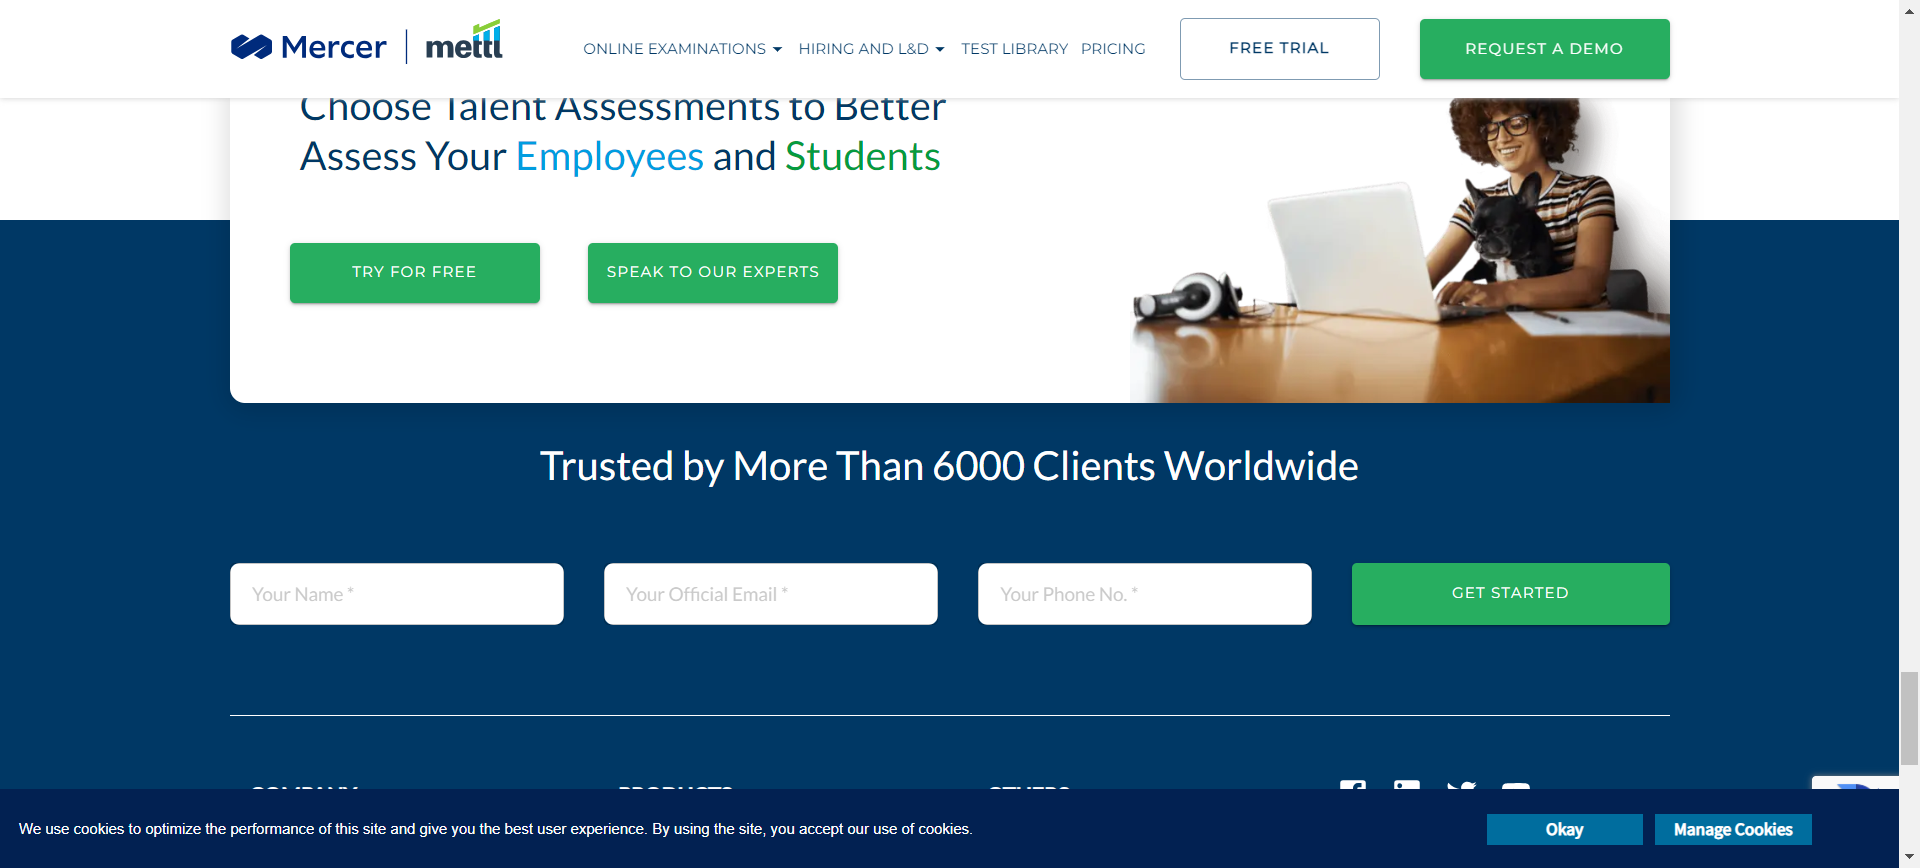 Mercer | mettl
ONLINE EXAMINATIONS HIRING AND L&D TEST LIBRARY PRICING
FREE TRIAL
REQUEST A DEMO
Choose Talent Assessments to Better
Assess Your Employees and Students
TRY FOR FREE
SPEAK TO OUR EXPERTS
Trusted by More Than 6000 Clients Worldwide
Your Name *
Your Official Email *
Your Phone No. *
GET STARTED
COMPANY
PRODUCTS
OTHERS
We use cookies to optimize the performance of this site and give you the best user experience. By using the site, you accept our use of cookies.
Okay
Manage Cookies